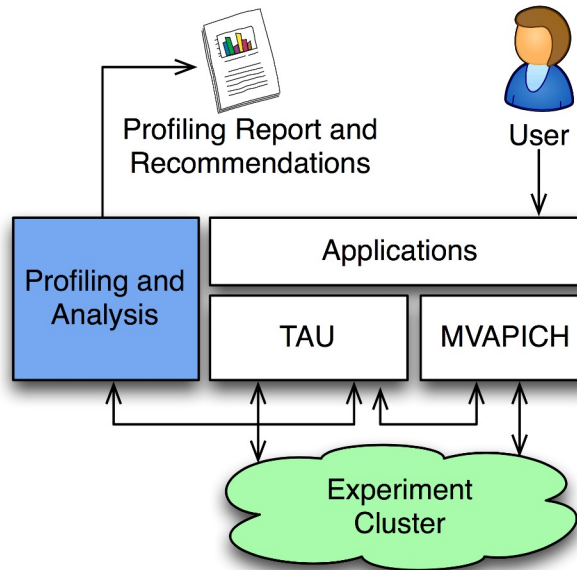 Profiling Report and
Recommendations
User
Applications
Profiling and
Analysis
TAU
MVAPICH
Experiment
Cluster